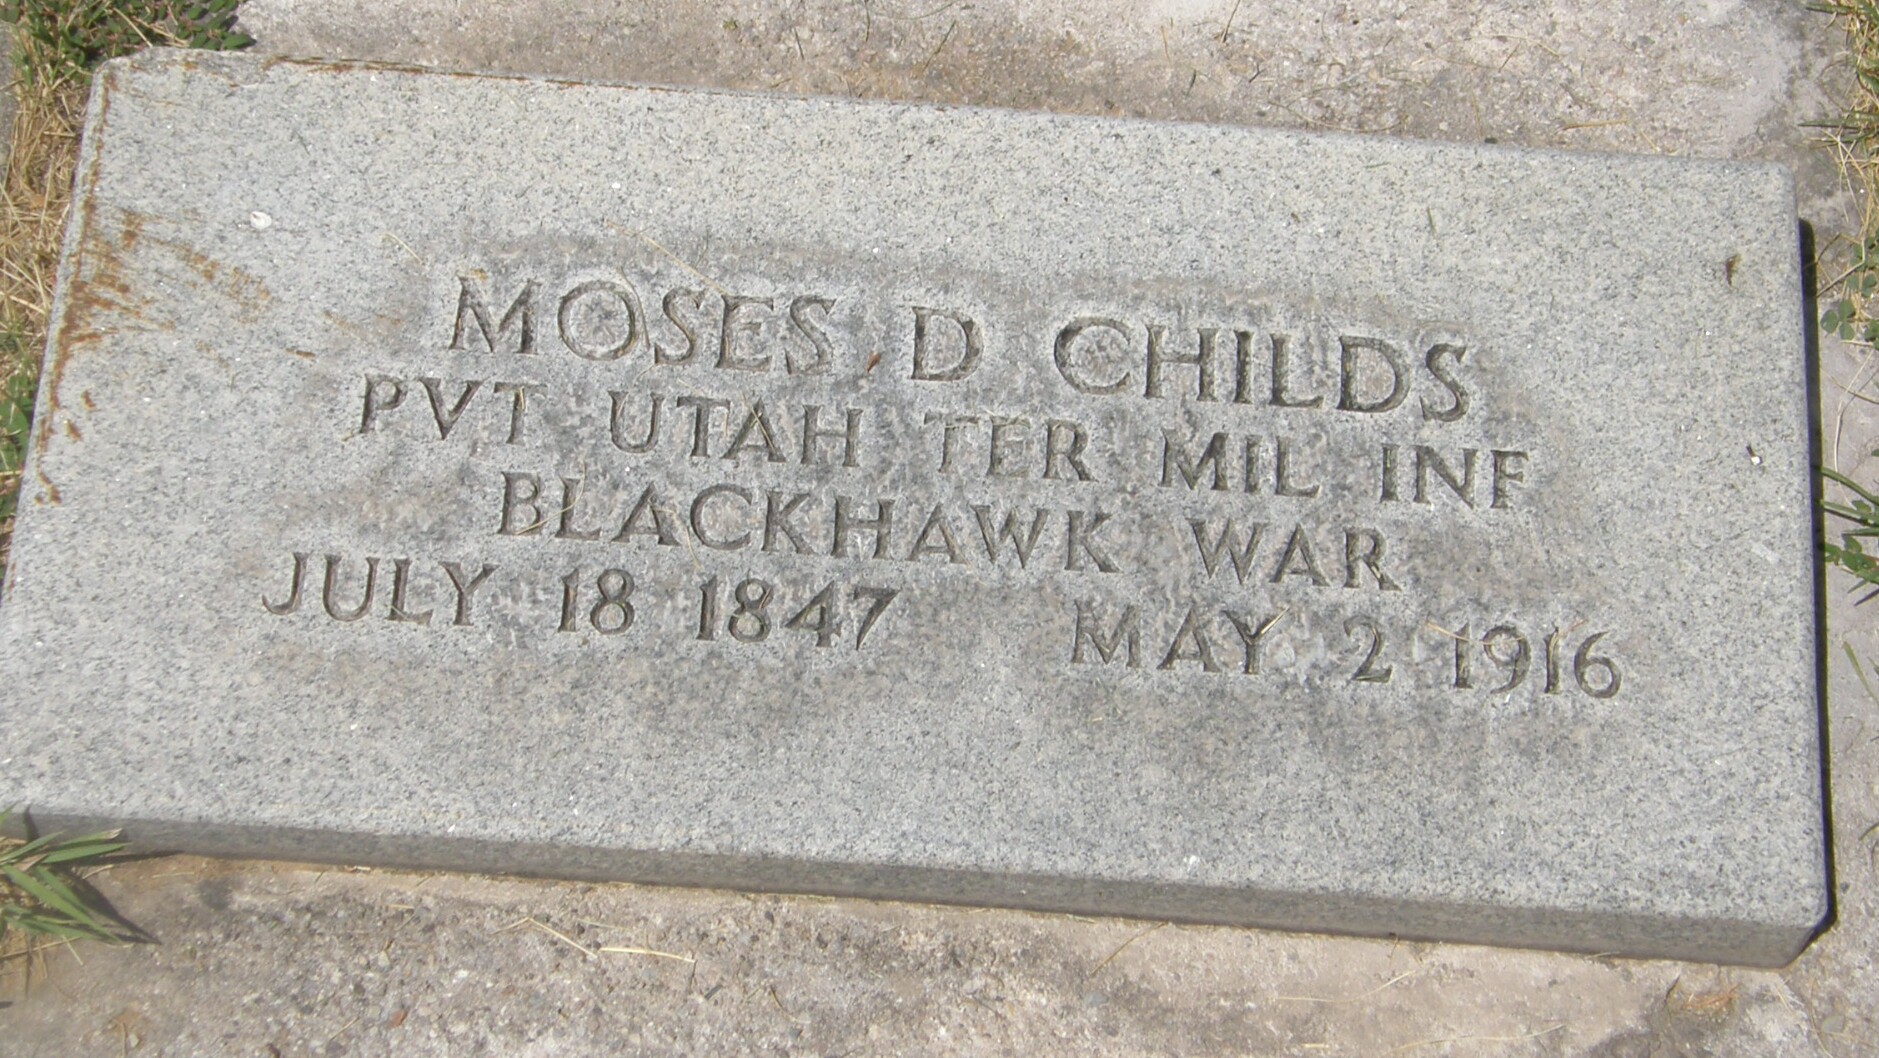 MOSES D CHILDS
PVT UTAH TER MIL INF
BLACKHAWK WAR
JULY 18 1847 MAY 2 1916